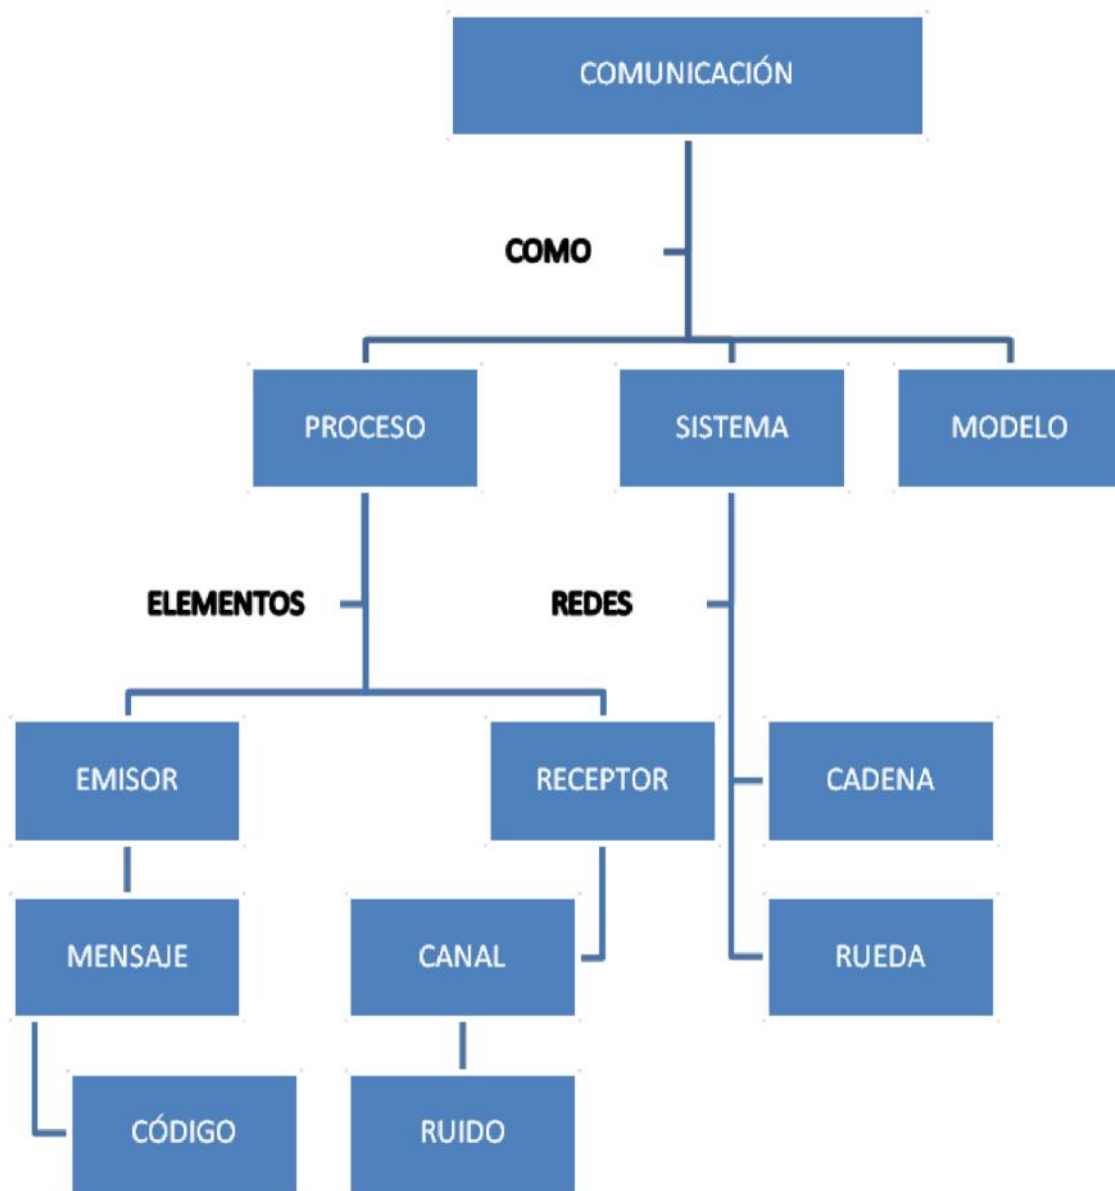 COMUNICACIÓN
COMO
PROCESO
SISTEMA
MODELO
ELEMENTOS
REDES
EMISOR
RECEPTOR
CADENA
MENSAJE
CANAL
RUEDA
CÓDIGO
RUIDO